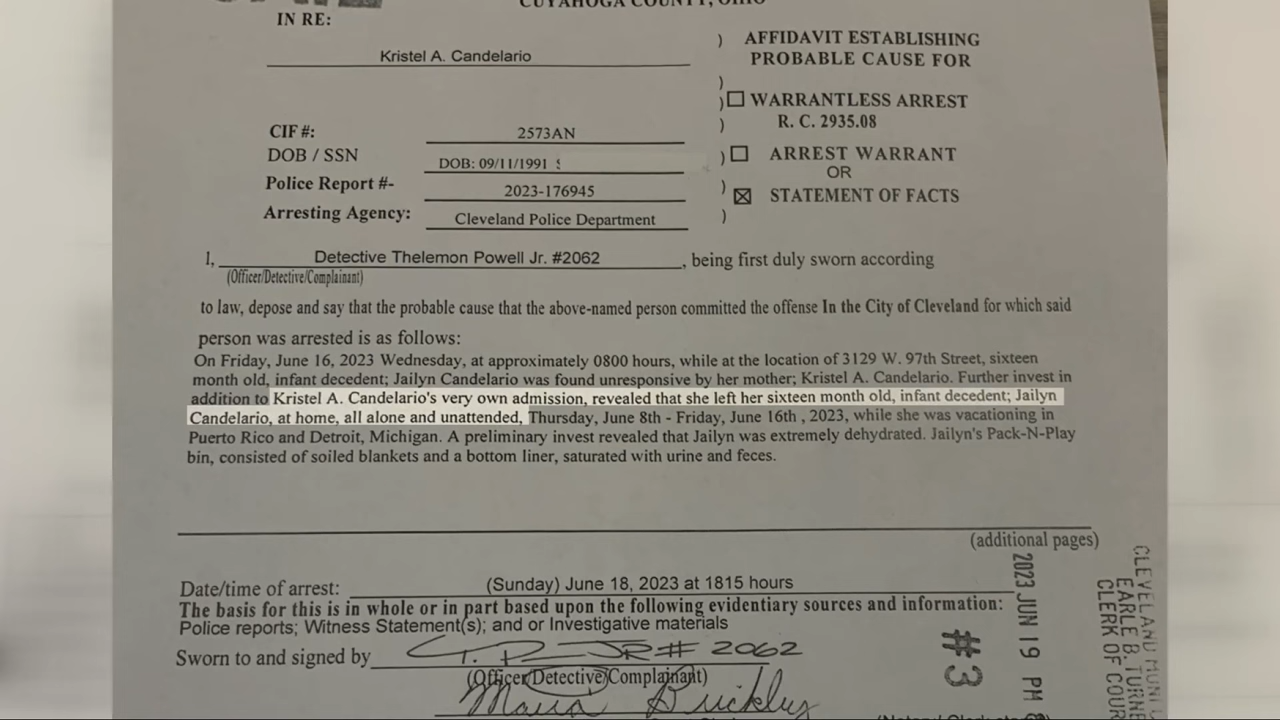 CUYAHOGA COUNTY, OHIO
IN RE:
Kristel A. Candelario
) AFFIDAVIT ESTABLISHING
PROBABLE CAUSE FOR
)
) ☐ WARRANTLESS ARREST
) R. C. 2935.08
CIF #: 2573AN
DOB / SSN DOB: 09/11/1991
) ☐ ARREST WARRANT
OR
Police Report #- 2023-176945
) ☒ STATEMENT OF FACTS
Arresting Agency: Cleveland Police Department )
I, Detective Thelemon Powell Jr. #2062, being first duly sworn according
(Officer/Detective/Complainant)
to law, depose and say that the probable cause that the above-named person committed the offense In the City of Cleveland for which said
person was arrested is as follows:
On Friday, June 16, 2023 Wednesday, at approximately 0800 hours, while at the location of 3129 W. 97th Street, sixteen
month old, infant decedent; Jailyn Candelario was found unresponsive by her mother; Kristel A. Candelario. Further invest in
addition to Kristel A. Candelario's very own admission, revealed that she left her sixteen month old, infant decedent; Jailyn
Candelario, at home, all alone and unattended, Thursday, June 8th - Friday, June 16th , 2023, while she was vacationing in
Puerto Rico and Detroit, Michigan. A preliminary invest revealed that Jailyn was extremely dehydrated. Jailyn's Pack-N-Play
bin, consisted of soiled blankets and a bottom liner, saturated with urine and feces.
(additional pages)
Date/time of arrest: (Sunday) June 18, 2023 at 1815 hours
The basis for this is in whole or in part based upon the following evidentiary sources and information:
Police reports; Witness Statement(s); and or Investigative materials
Sworn to and signed by T. P JR# 2062
(Officer/Detective/Complainant)
Maria Buckley
#3
2023 JUN 19 PM
CLEVELAND MUNI
EARLE B. TURNE
CLERK OF COUR